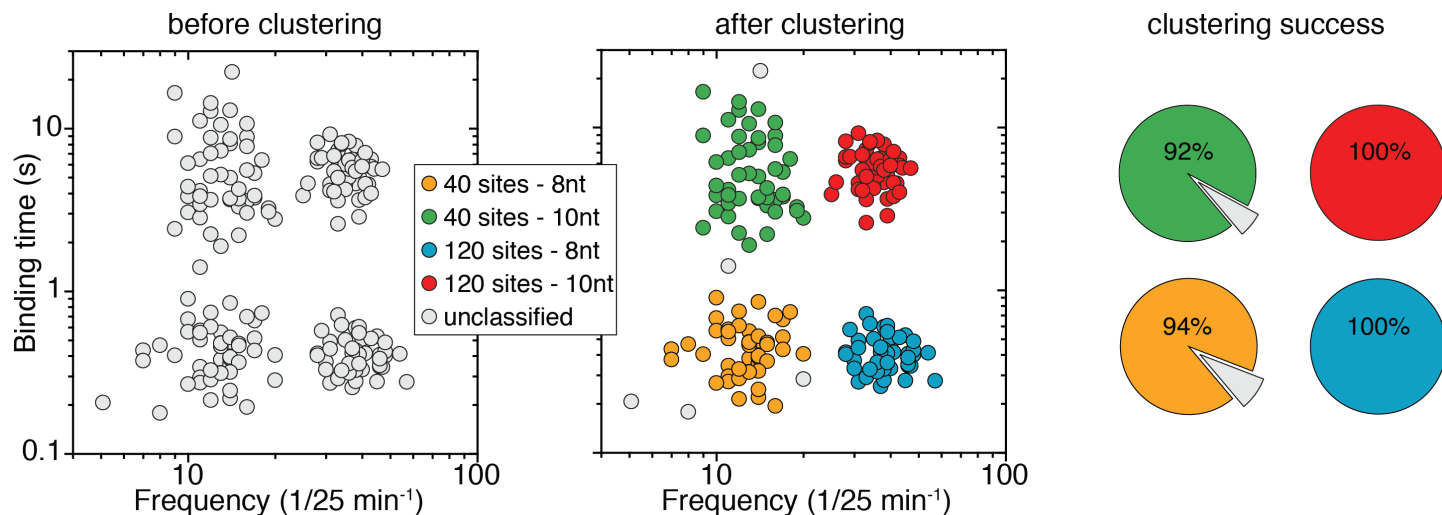 before clustering
after clustering
clustering success
Binding time (s)
10
1
0.1
10
100
Frequency (1/25 min⁻¹)
40 sites - 8nt
40 sites - 10nt
120 sites - 8nt
120 sites - 10nt
unclassified
10
100
Frequency (1/25 min⁻¹)
92%
100%
94%
100%